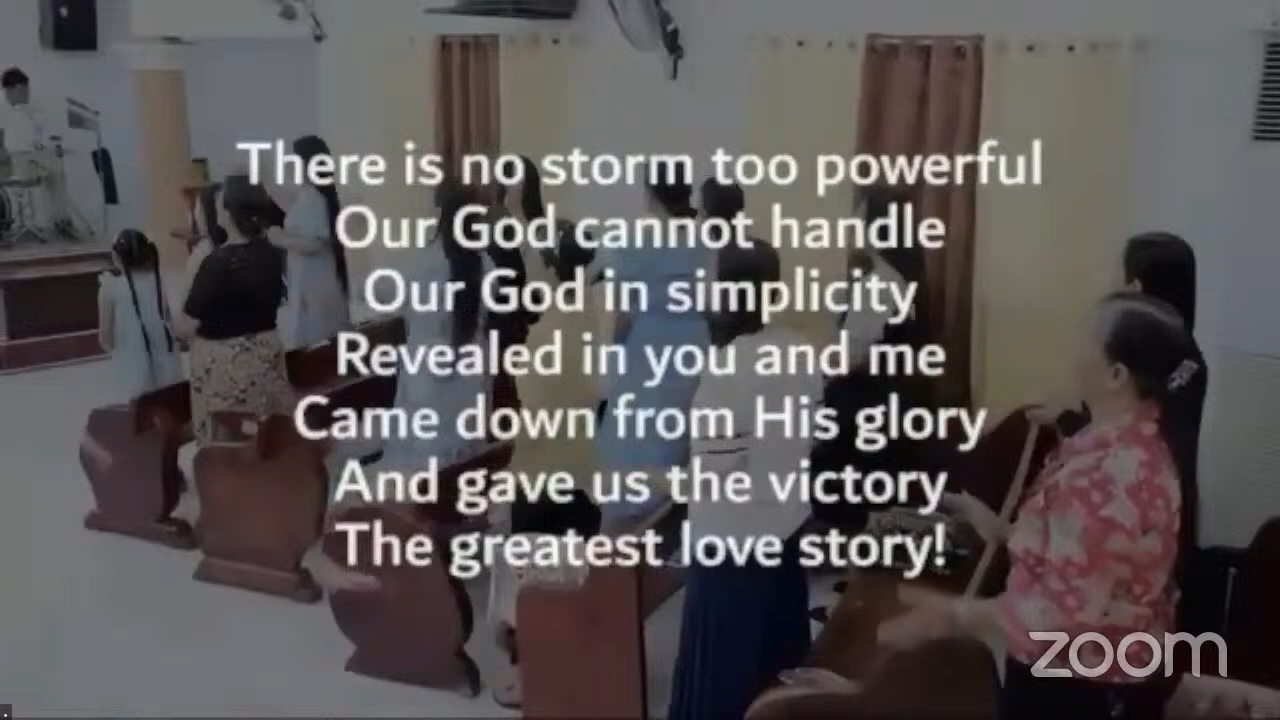 There is no storm too powerful
Our God cannot handle
Our God in simplicity
Revealed in you and me
Came down from His glory
And gave us the victory
The greatest love story!
zoom